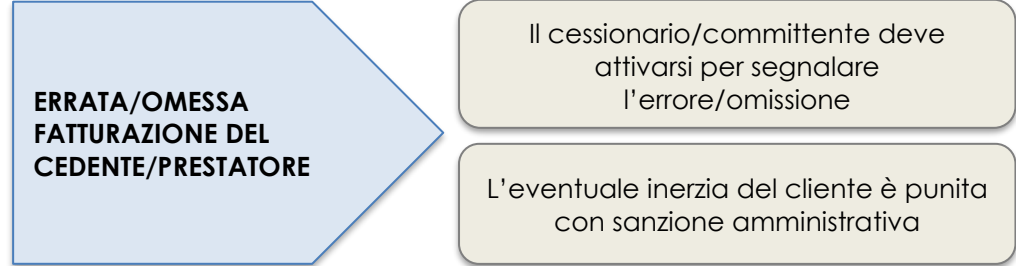 ERRATA/OMESSA
FATTURAZIONE DEL
CEDENTE/PRESTATORE
Il cessionario/committente deve
attivarsi per segnalare
l’errore/omissione
L’eventuale inerzia del cliente è punita
con sanzione amministrativa